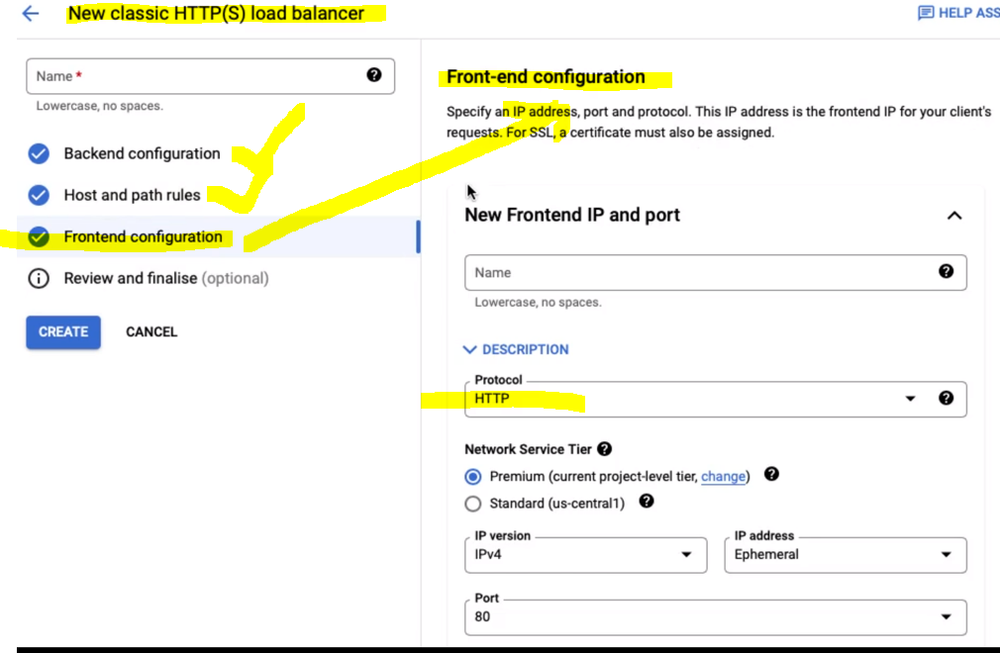 New classic HTTP(S) load balancer
HELP ASS
Name *
Lowercase, no spaces.
Backend configuration
Host and path rules
Frontend configuration
Review and finalise (optional)
CREATE
CANCEL
Front-end configuration
Specify an IP address, port and protocol. This IP address is the frontend IP for your client's
requests. For SSL, a certificate must also be assigned.
New Frontend IP and port
Name
Lowercase, no spaces.
DESCRIPTION
Protocol
HTTP
Network Service Tier
Premium (current project-level tier, change)
Standard (us-central1)
IP version
IPv4
IP address
Ephemeral
Port
80